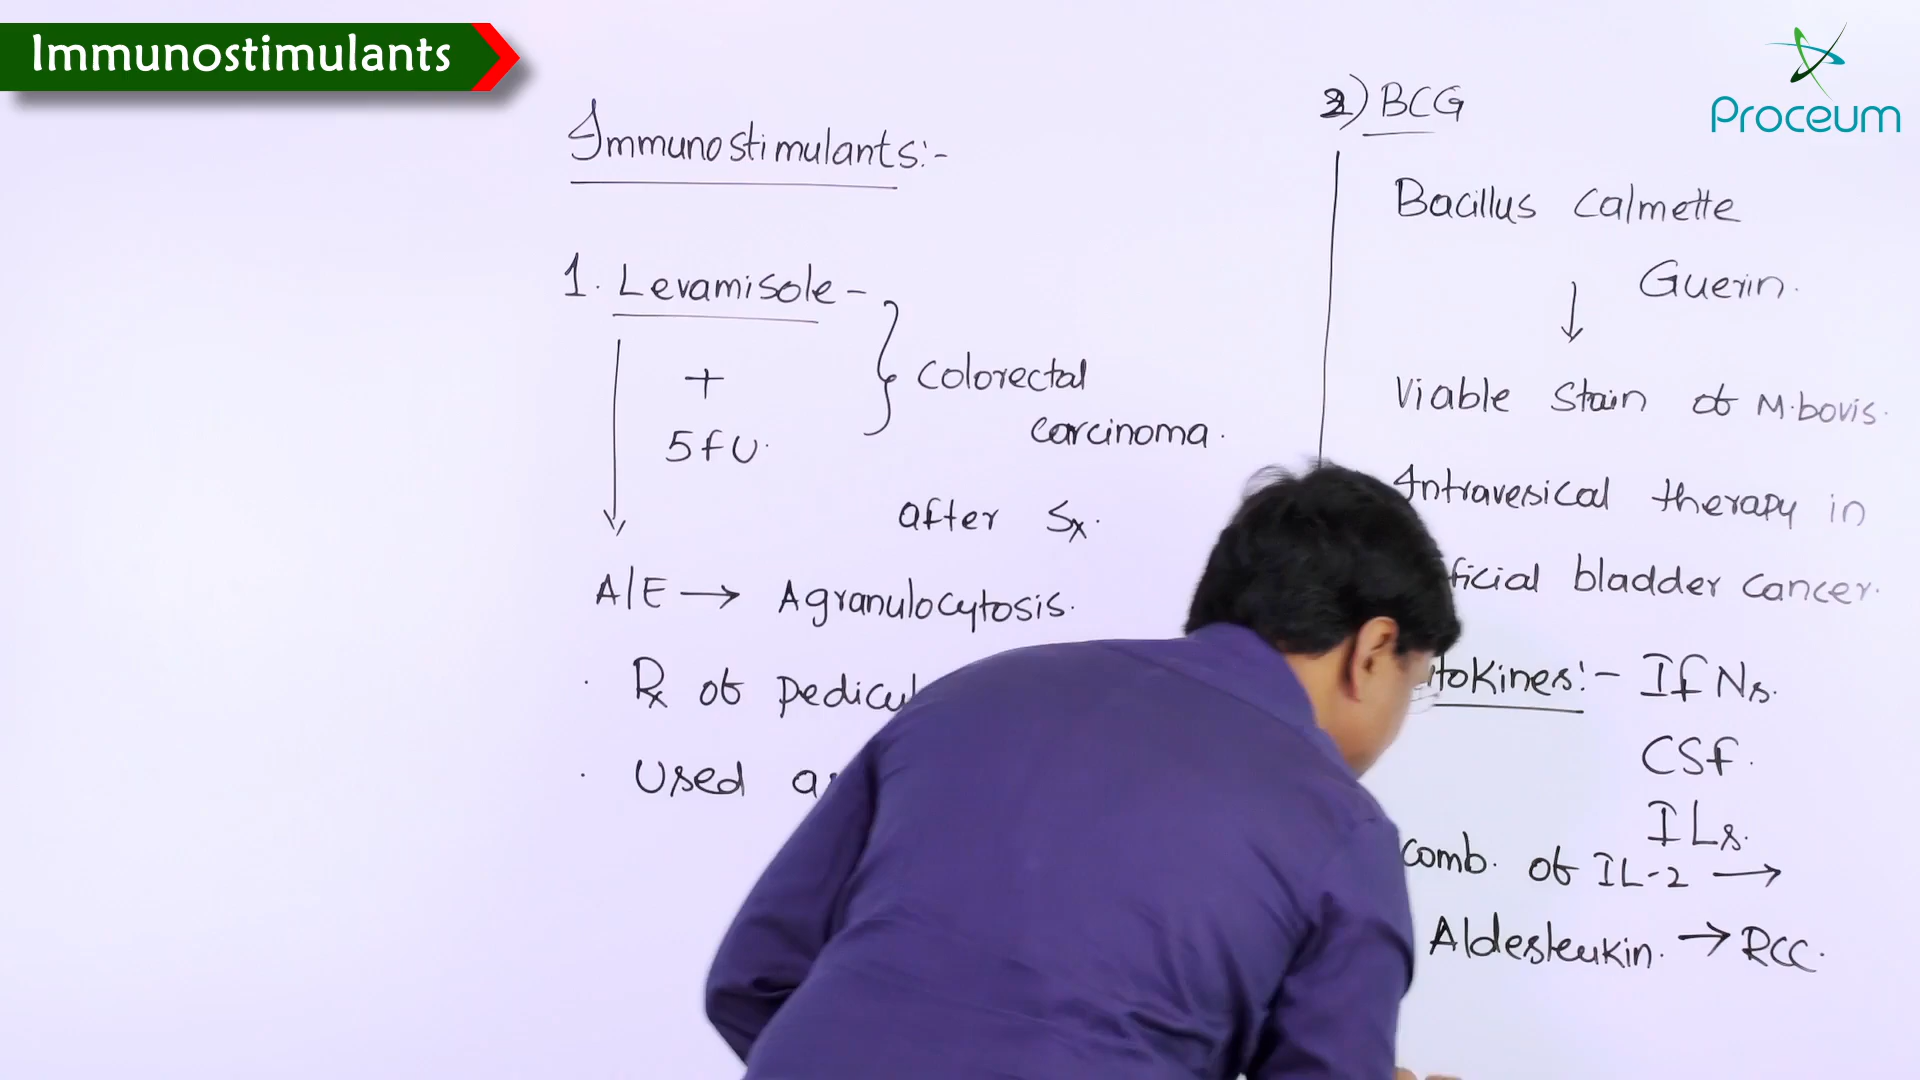 Immunostimulants
Proceum
Immunostimulants:-
1. Levamisole -
+
5fU.
Colorectal
carcinoma.
after Sx.
A/E → Agranulocytosis.
· Rx of
· Used
2) BCG
Bacillus Calmette
Guerin.
↓
Viable Stain of M.bovis.
Intravesical therapy in
bladder cancer.
:- IfNs.
CSf.
ILs.
comb. of IL-2 →
Aldesleukin. → RCC.